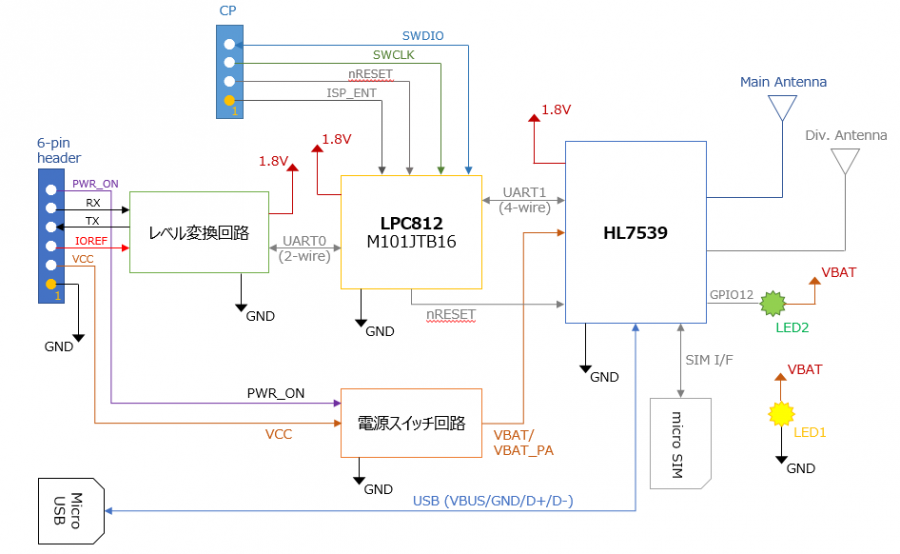 CP
SWDIO
SWCLK
nRESET
ISP_ENT
1
Main Antenna
Div. Antenna
6-pin
header
PWR_ON
RX
TX
IOREF
VCC
1
GND
レベル変換回路
1.8V
GND
UART0
(2-wire)
1.8V
LPC812
M101JTB16
GND
nRESET
UART1
(4-wire)
1.8V
HL7539
GND
GPIO12
VBAT
LED2
SIM I/F
micro SIM
VBAT
LED1
GND
PWR_ON
VCC
電源スイッチ回路
GND
VBAT/
VBAT_PA
Micro
USB
USB (VBUS/GND/D+/D-)